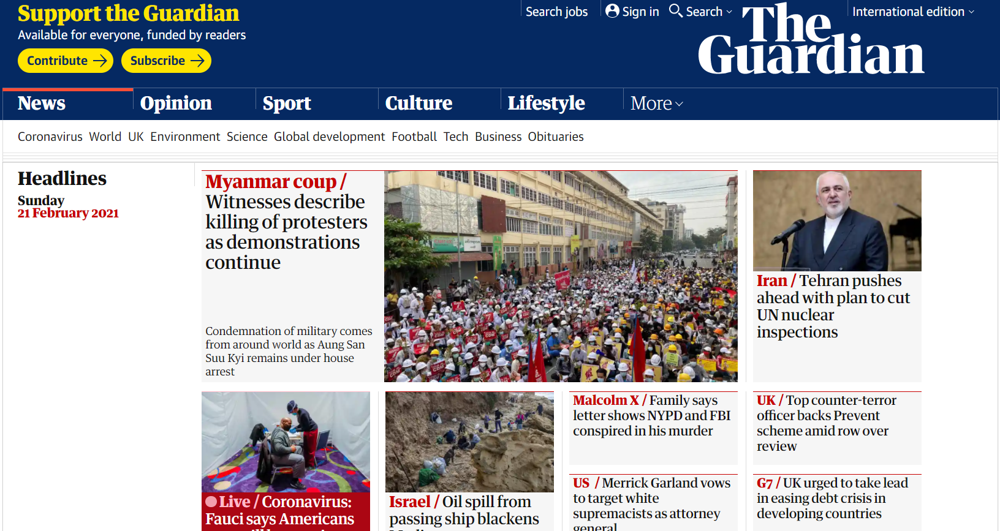 Support the Guardian
Available for everyone, funded by readers
Contribute
Subscribe
Search jobs
Sign in
Search
International edition
The
Guardian
News
Opinion
Sport
Culture
Lifestyle
More
Coronavirus World UK Environment Science Global development Football Tech Business Obituaries
Headlines
Sunday
21 February 2021
Myanmar coup /
Witnesses describe
killing of protesters
as demonstrations
continue
Condemnation of military comes
from around world as Aung San
Suu Kyi remains under house
arrest
CDM
CDM
Iran / Tehran pushes
ahead with plan to cut
UN nuclear
inspections
Live / Coronavirus:
Fauci says Americans
Israel / Oil spill from
passing ship blackens
Malcolm X / Family says
letter shows NYPD and FBI
conspired in his murder
UK / Top counter-terror
officer backs Prevent
scheme amid row over
review
US / Merrick Garland vows
to target white
supremacists as attorney
general
G7 / UK urged to take lead
in easing debt crisis in
developing countries